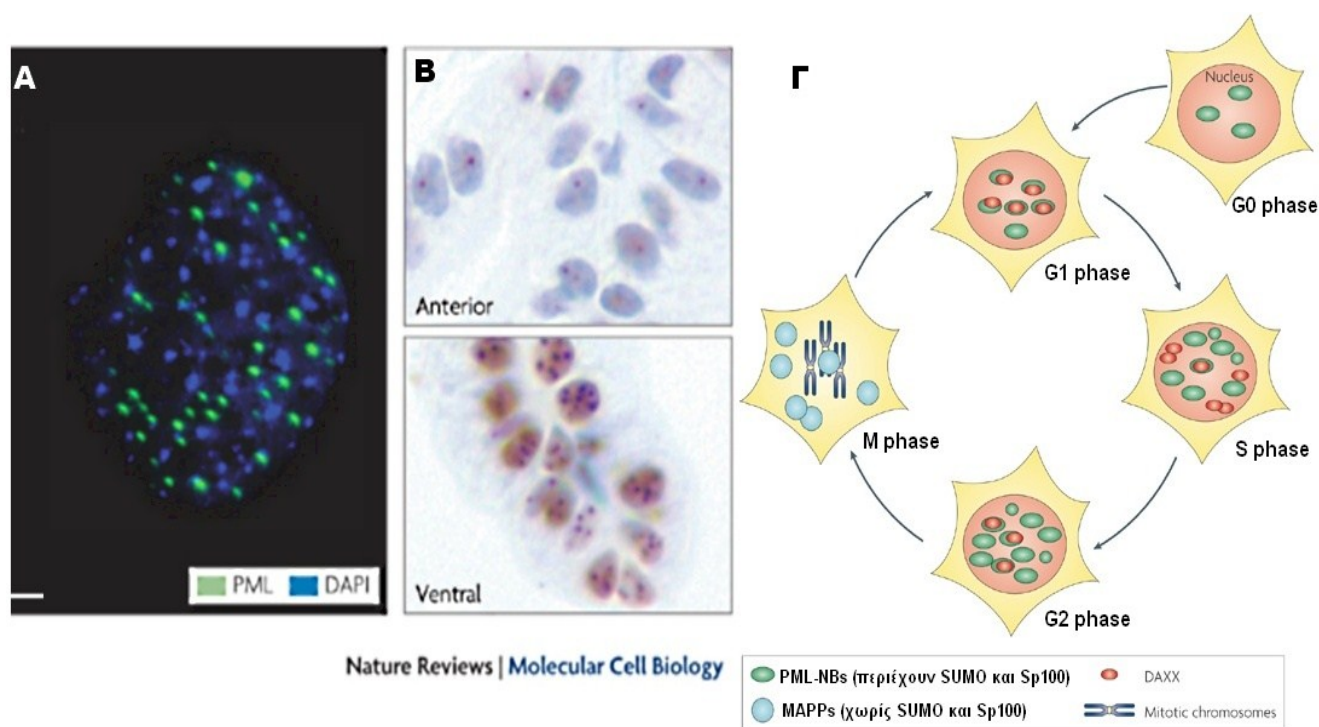 A
PML DAPI
B
Anterior
Ventral
Nature Reviews | Molecular Cell Biology
Γ
Nucleus
G0 phase
G1 phase
S phase
M phase
G2 phase
PML-NBs (περιέχουν SUMO και Sp100)
DAXX
MAPPs (χωρίς SUMO και Sp100)
Mitotic chromosomes